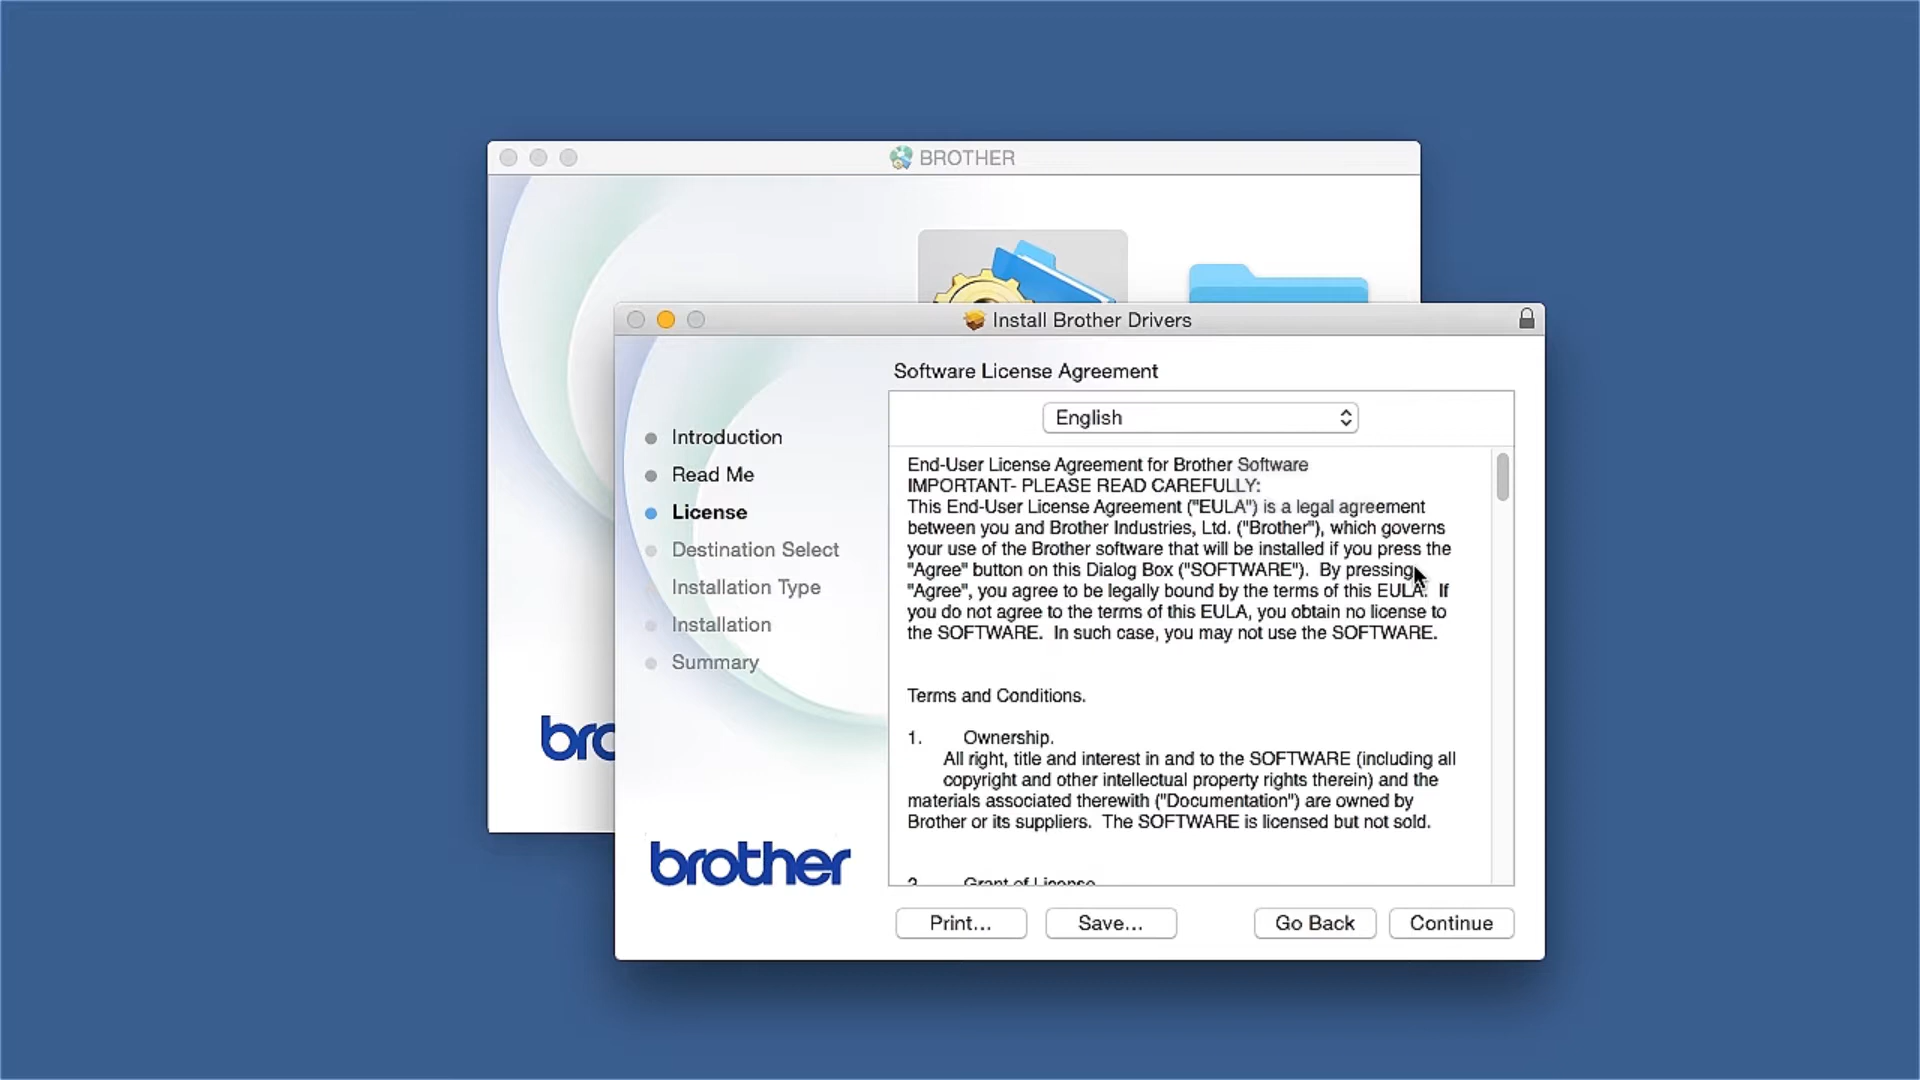 BROTHER
Install Brother Drivers
Software License Agreement
English
Introduction
Read Me
License
Destination Select
Installation Type
Installation
Summary
End-User License Agreement for Brother Software
IMPORTANT- PLEASE READ CAREFULLY:
This End-User License Agreement ("EULA") is a legal agreement
between you and Brother Industries, Ltd. ("Brother"), which governs
your use of the Brother software that will be installed if you press the
"Agree" button on this Dialog Box ("SOFTWARE").  By pressing
"Agree", you agree to be legally bound by the terms of this EULA.  If
you do not agree to the terms of this EULA, you obtain no license to
the SOFTWARE.  In such case, you may not use the SOFTWARE.
Terms and Conditions.
1. Ownership.
All right, title and interest in and to the SOFTWARE (including all
copyright and other intellectual property rights therein) and the
materials associated therewith ("Documentation") are owned by
Brother or its suppliers.  The SOFTWARE is licensed but not sold.
2. Grant of License
bro
brother
Print...
Save...
Go Back
Continue